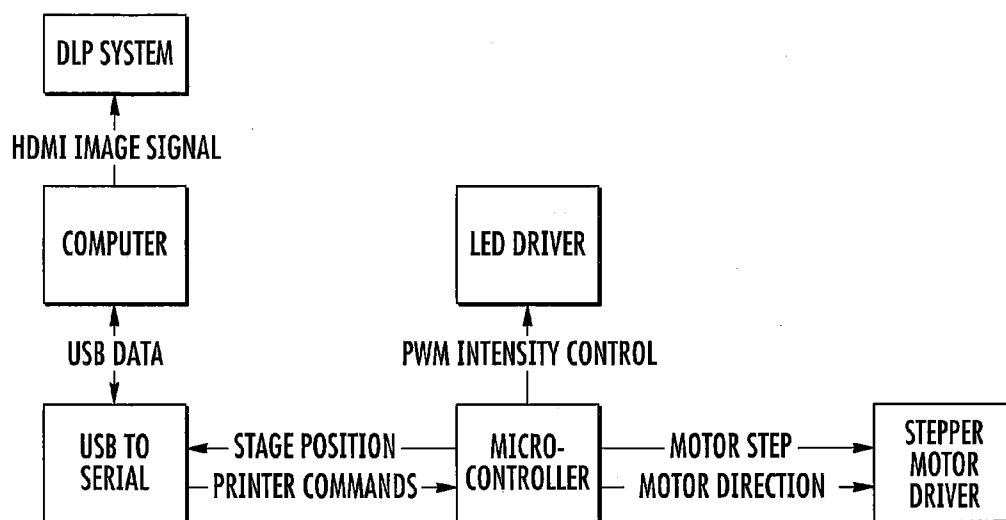 DLP SYSTEM
HDMI IMAGE SIGNAL
COMPUTER
LED DRIVER
USB DATA
PWM INTENSITY CONTROL
USB TO
SERIAL
STAGE POSITION
PRINTER COMMANDS
MICRO-
CONTROLLER
MOTOR STEP
MOTOR DIRECTION
STEPPER
MOTOR
DRIVER